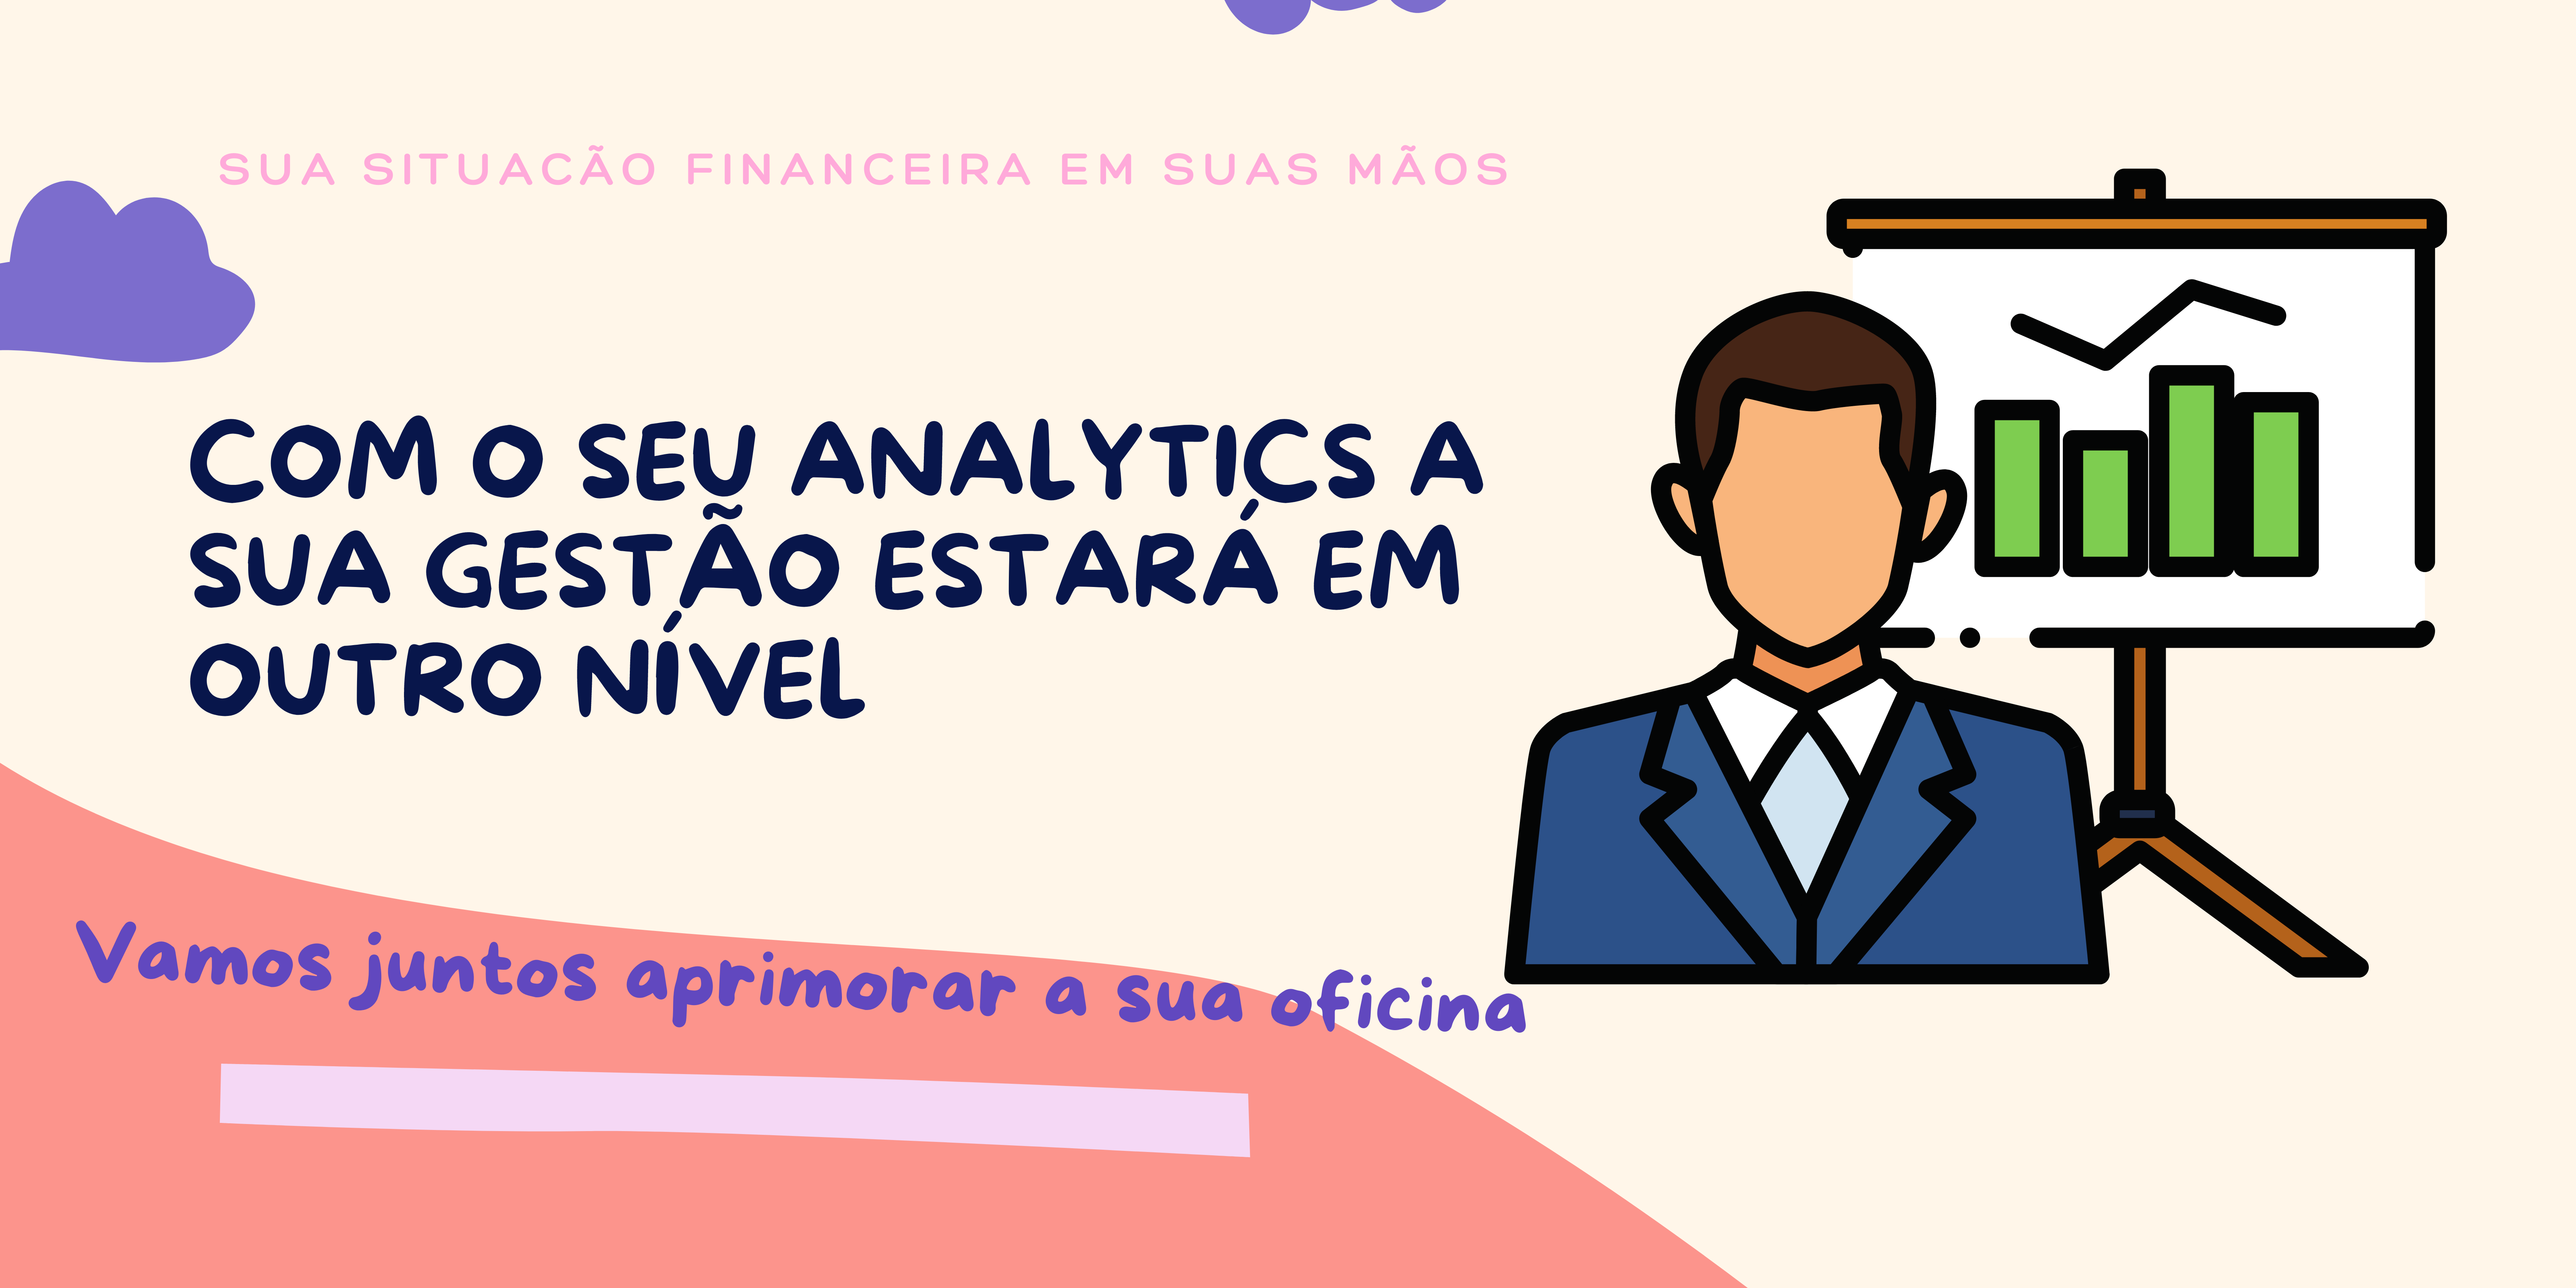 SUA SITUACÃO FINANCEIRA EM SUAS MÃOS
COM O SEU ANALYTICS A
SUA GESTÃO ESTARÁ EM
OUTRO NÍVEL
Vamos juntos aprimorar a sua oficina